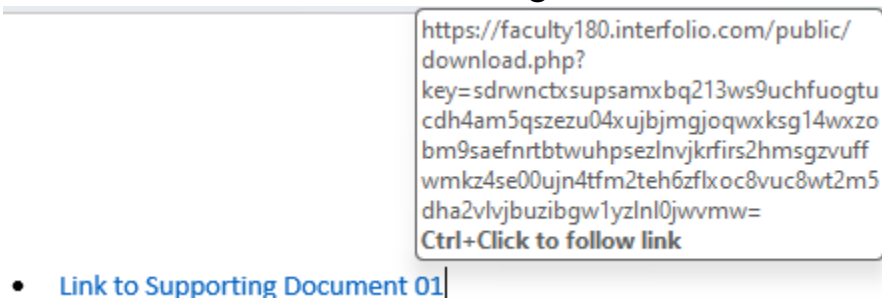 https://faculty180.interfolio.com/public/
download.php?
key=sdrwnctxsupsamxbq213ws9uchfuogtu
cdh4am5qszezu04xujbjmgjoqwxksg14wxzo
bm9saefnrtbtwuhpsezlnvjkrfirs2hmsgzvuff
wmkz4se00ujn4tfm2teh6zflxoc8vuc8wt2m5
dha2vlvjbuzibgw1yzlnl0jwvmw=
Ctrl+Click to follow link
• Link to Supporting Document 01